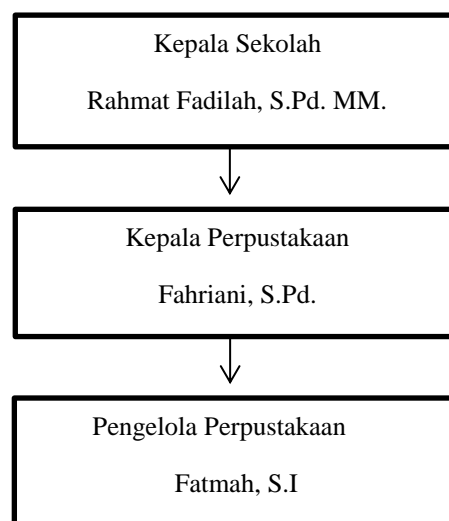 Kepala Sekolah
Rahmat Fadilah, S.Pd. MM.
Kepala Perpustakaan
Fahriani, S.Pd.
Pengelola Perpustakaan
Fatmah, S.I